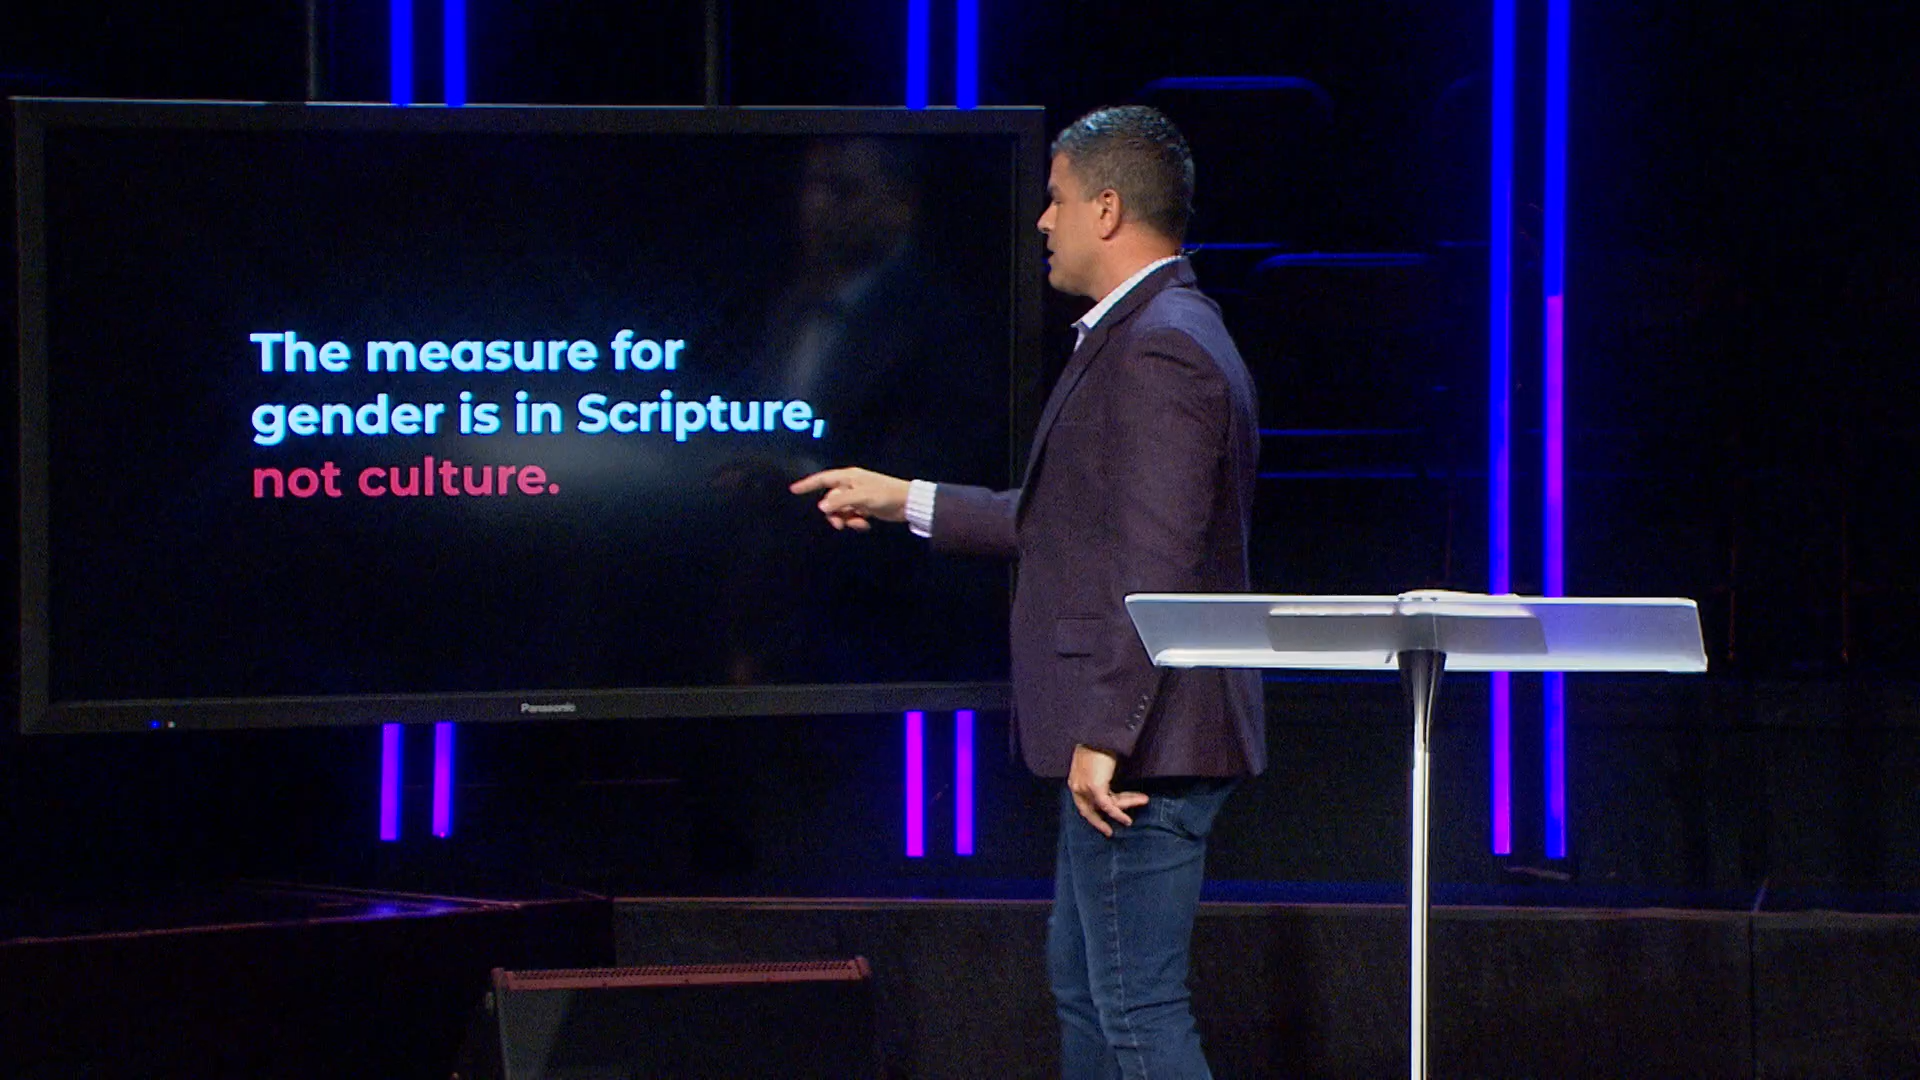 The measure for
gender is in Scripture,
not culture.
Panasonic